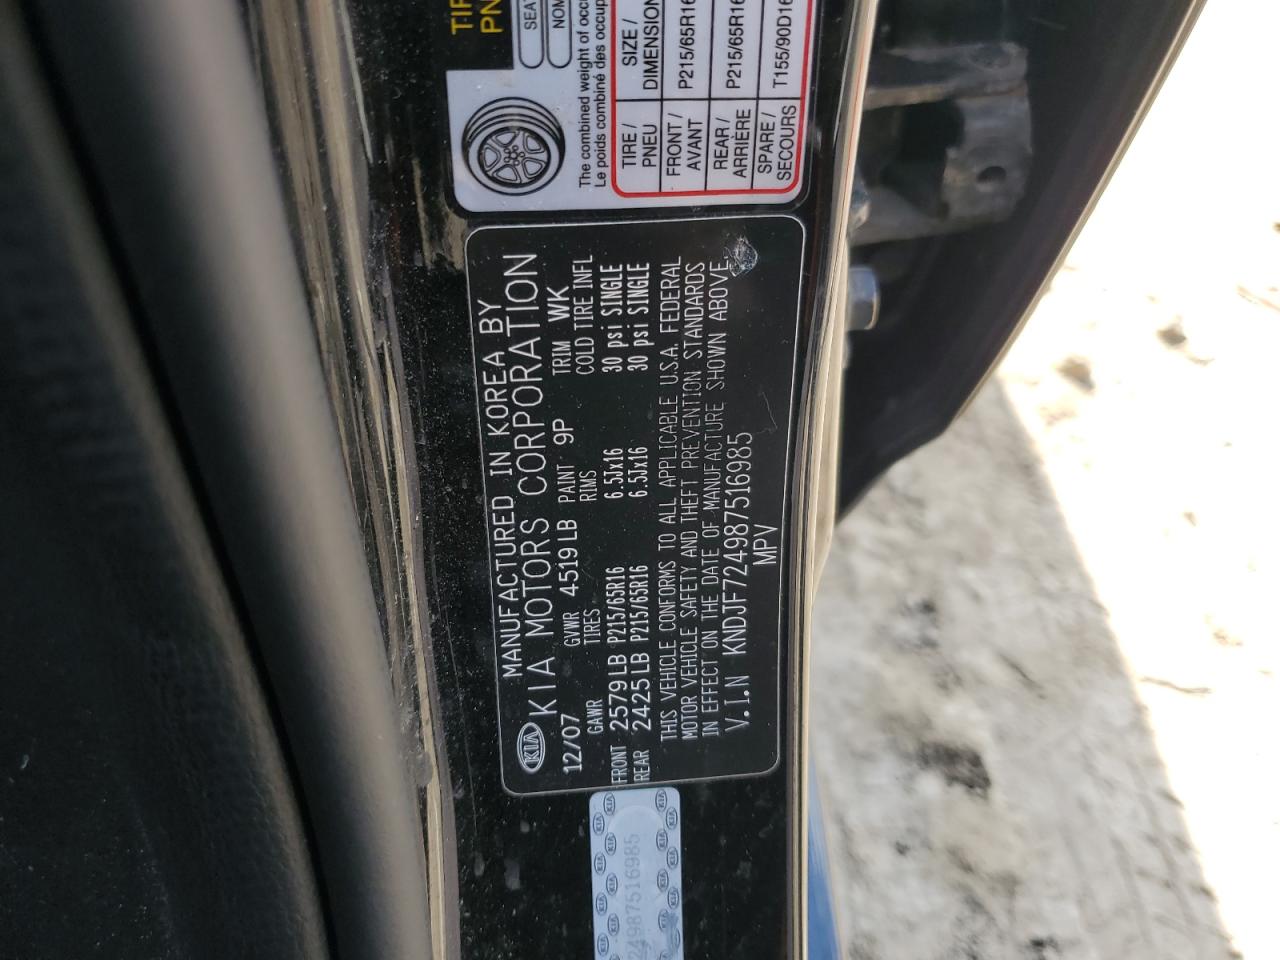 MANUFACTURED IN KOREA BY
KIA KIA MOTORS CORPORATION
12/07 GVWR 4519 LB PAINT 9P TRIM WK
GAWR TIRES RIMS COLD TIRE INFL
FRONT 2579 LB P215/65R16 6.5Jx16 30 psi SINGLE
REAR 2425 LB P215/65R16 6.5Jx16 30 psi SINGLE
THIS VEHICLE CONFORMS TO ALL APPLICABLE U.S.A. FEDERAL
MOTOR VEHICLE SAFETY AND THEFT PREVENTION STANDARDS
IN EFFECT ON THE DATE OF MANUFACTURE SHOWN ABOVE.
V.I.N KNDJF724987516985
MPV
The combined weight of
Le poids combiné des
TIRE / PNEU
SIZE /
FRONT / AVANT
P215/65R16
REAR / ARRIÈRE
P215/65R16
SPARE / SECOURS
T155/90D16
24987516985
KIA